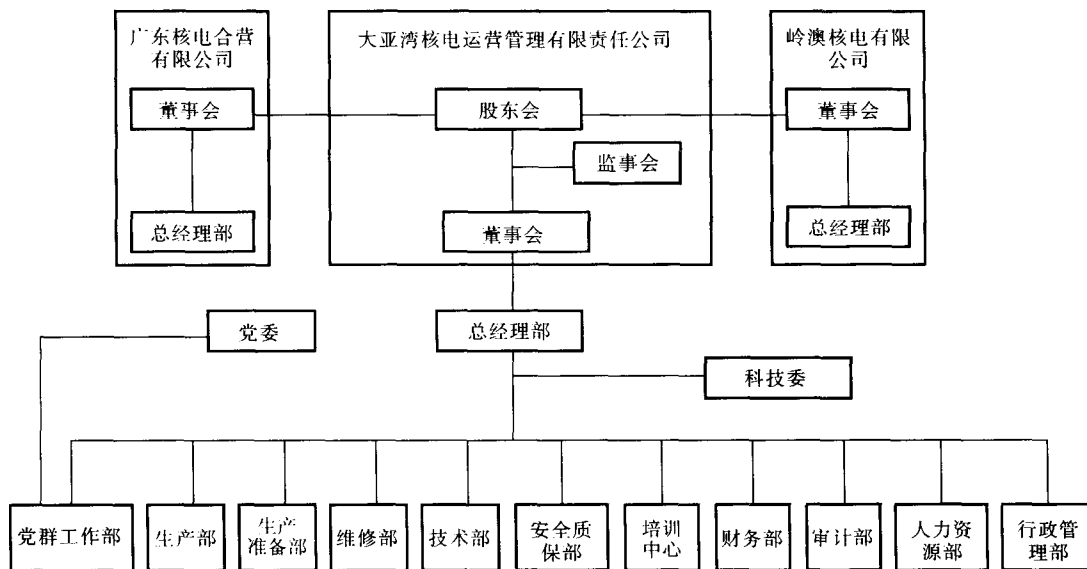 广东核电合营
有限公司
大亚湾核电运营管理有限责任公司
岭澳核电有限
公司
董事会
股东会
董事会
监事会
总经理部
董事会
总经理部
党委
总经理部
科技委
党群工作部
生产部
生产
准备部
维修部
技术部
安全质
保部
培训
中心
财务部
审计部
人力资
源部
行政管
理部